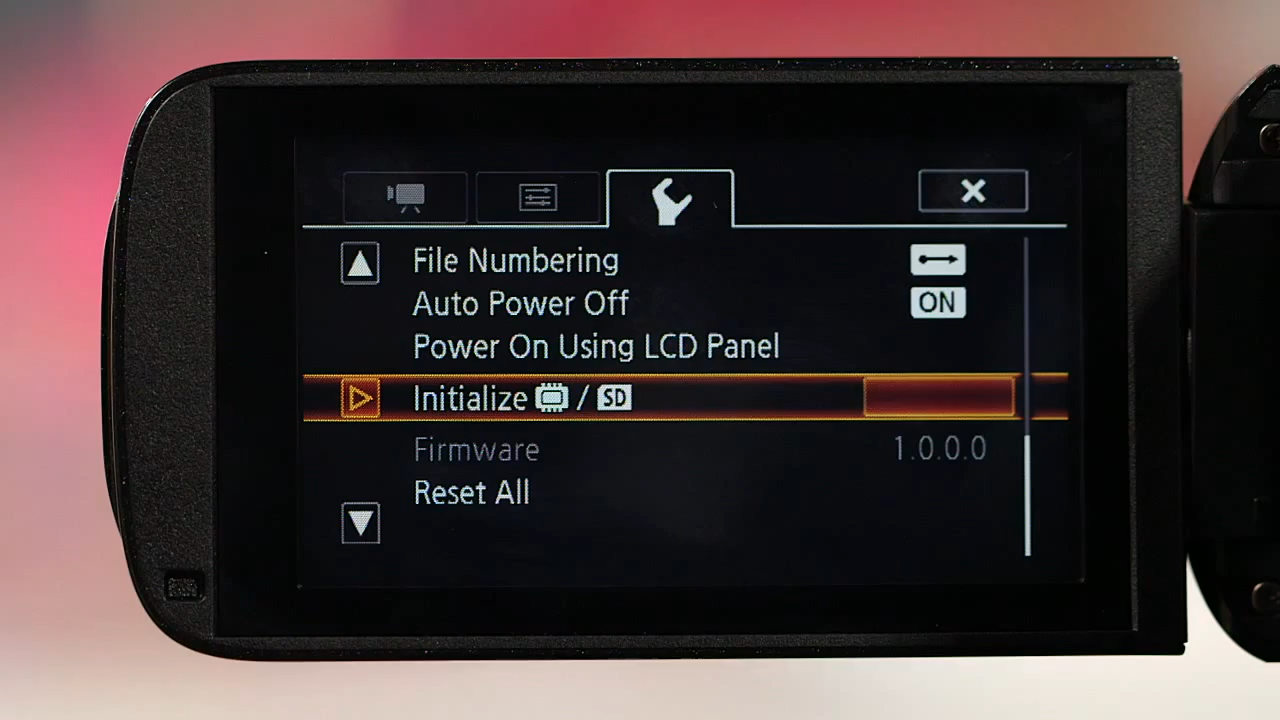 File Numbering
Auto Power Off ON
Power On Using LCD Panel
Initialize / SD
Firmware 1.0.0.0
Reset All